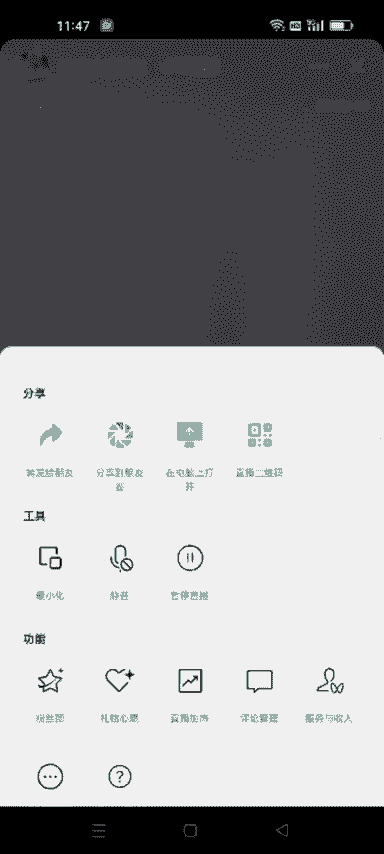 11:47
分享
转发给朋友 分享到朋友 在电脑上打 直播二维码
圈 开
工具
最小化 静音 暂停直播
功能
粉丝团 礼物心愿 直播加热 评论管理 服务与收入